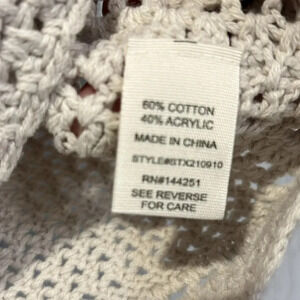 60% COTTON
40% ACRYLIC
MADE IN CHINA
STYLE#STX210910
RN#144251
SEE REVERSE
FOR CARE